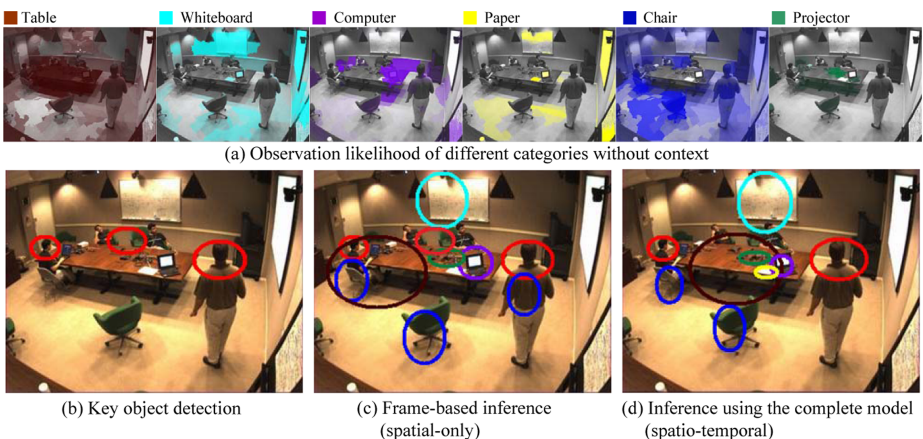 Table Whiteboard Computer Paper Chair Projector
(a) Observation likelihood of different categories without context
(b) Key object detection
(c) Frame-based inference
(spatial-only)
(d) Inference using the complete model
(spatio-temporal)